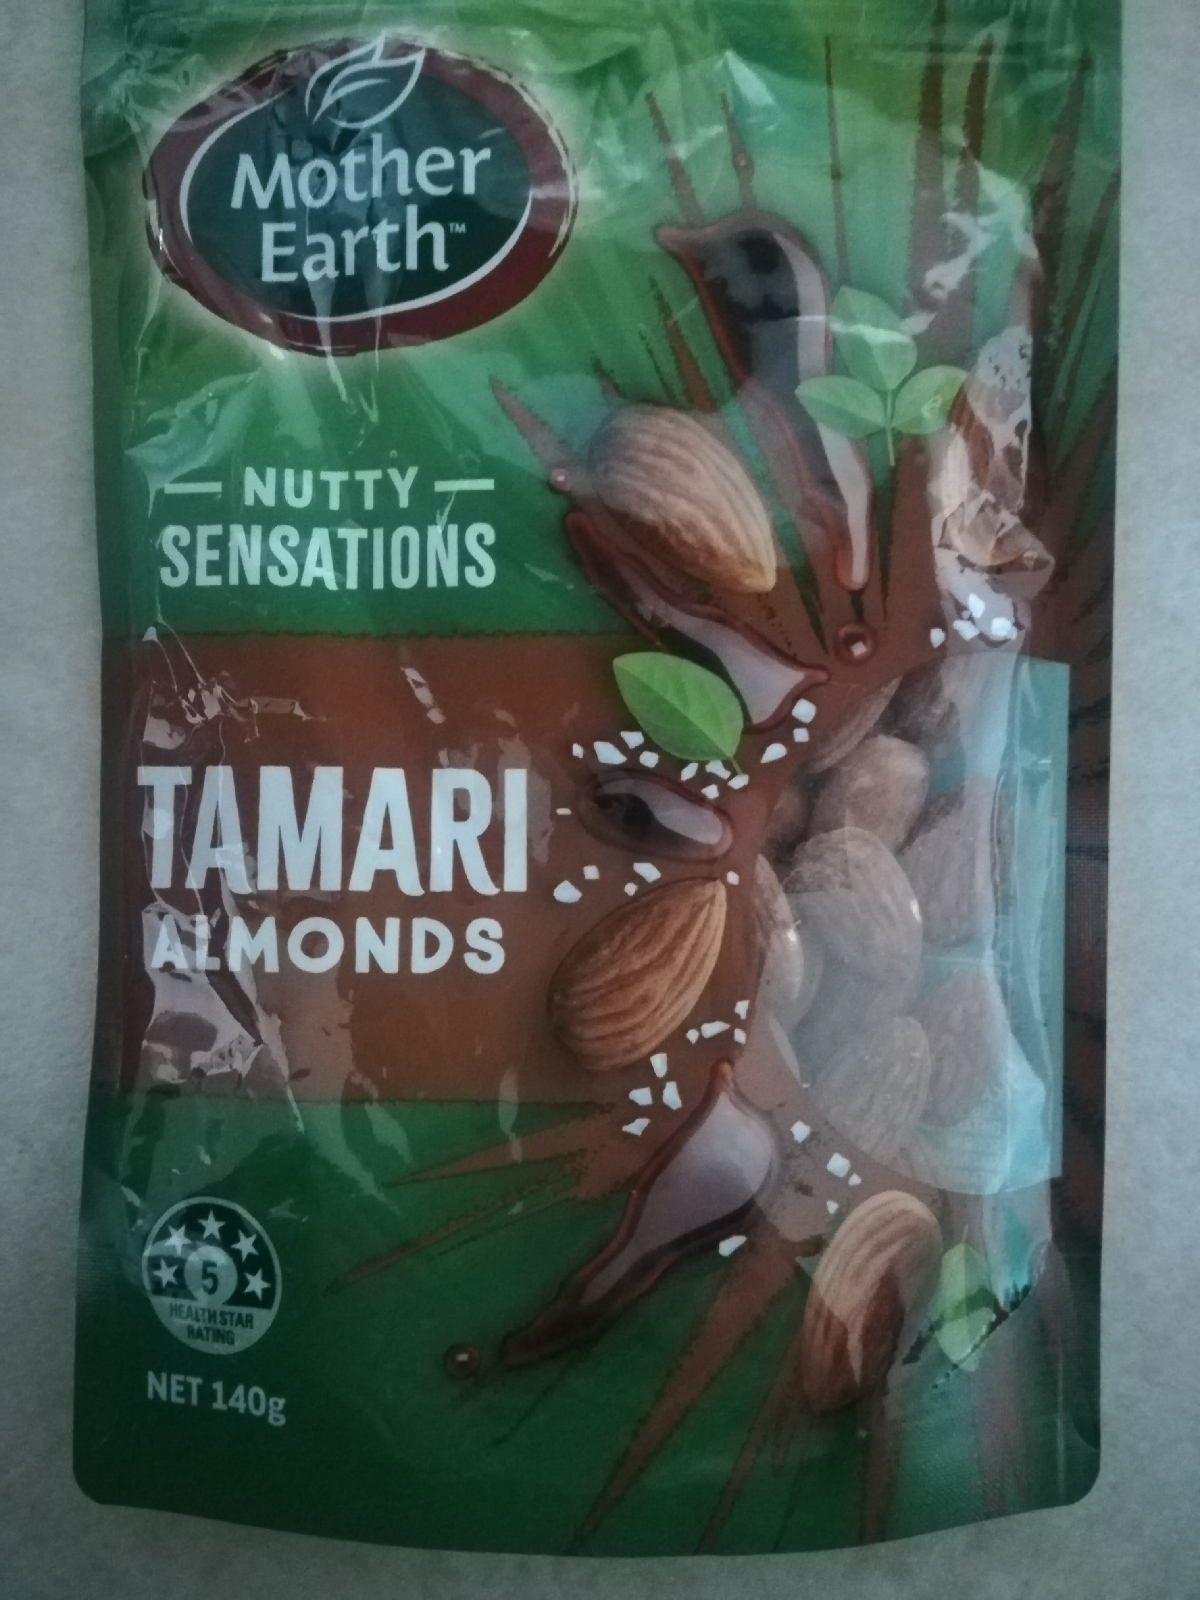 Mother
Earth™
NUTTY
SENSATIONS
TAMARI
ALMONDS
5
HEALTH STAR
RATING
NET 140g